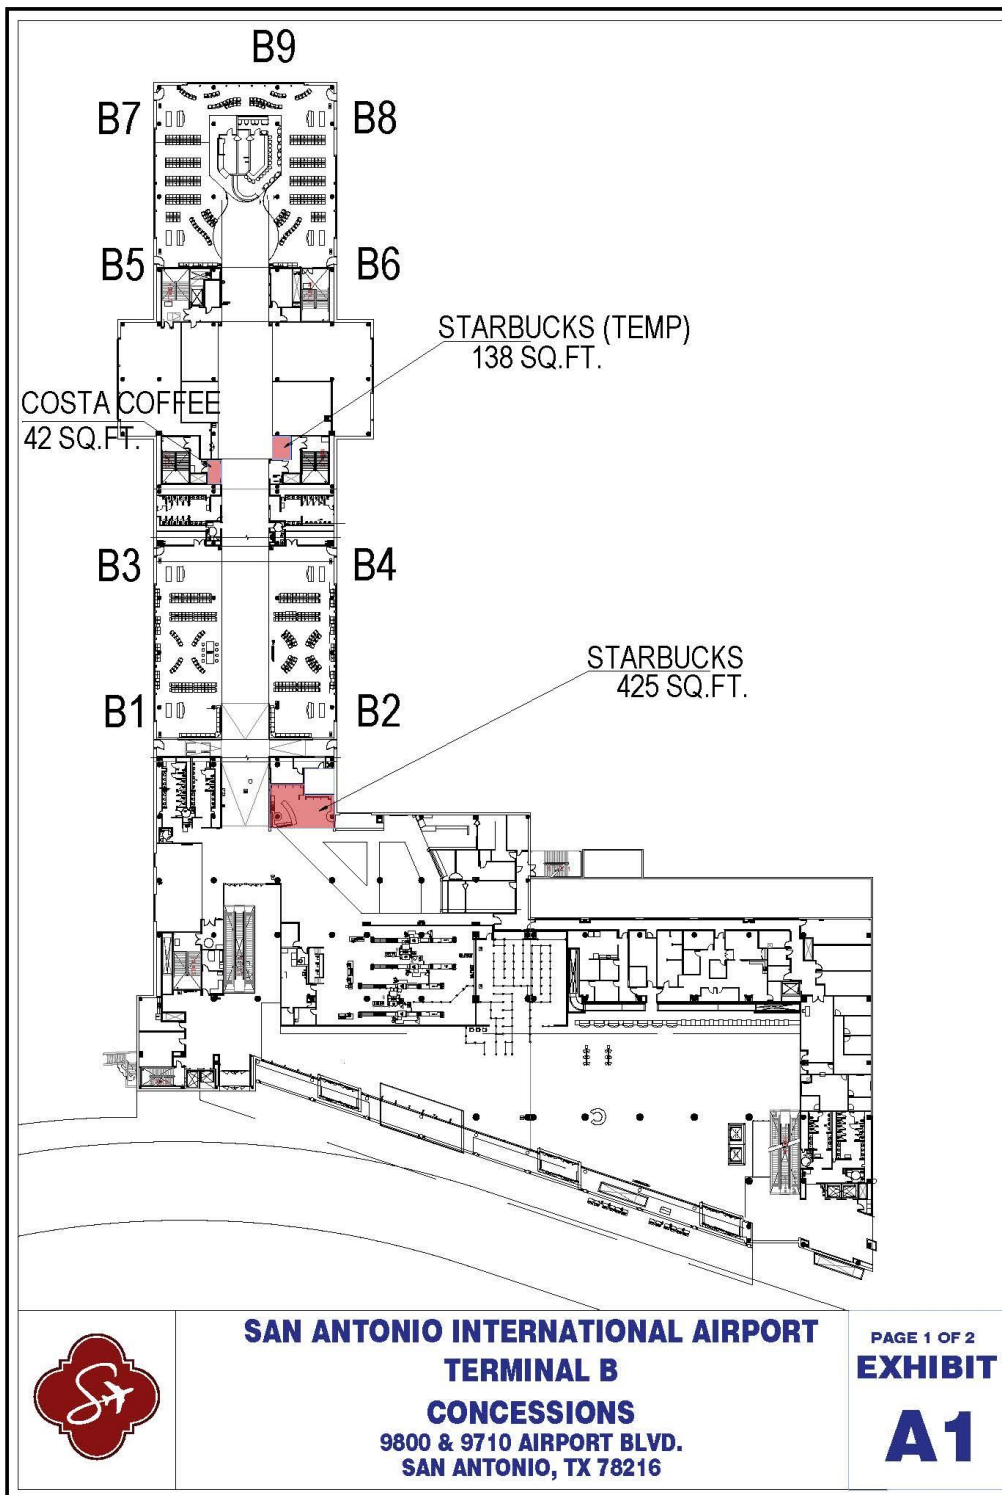 B9
B7
B8
B5
B6
STARBUCKS (TEMP)
138 SQ.FT.
COSTA COFFEE
42 SQ.FT.
B3
B4
STARBUCKS
425 SQ.FT.
B1
B2
SAN ANTONIO INTERNATIONAL AIRPORT
TERMINAL B
CONCESSIONS
9800 & 9710 AIRPORT BLVD.
SAN ANTONIO, TX 78216
PAGE 1 OF 2
EXHIBIT
A1